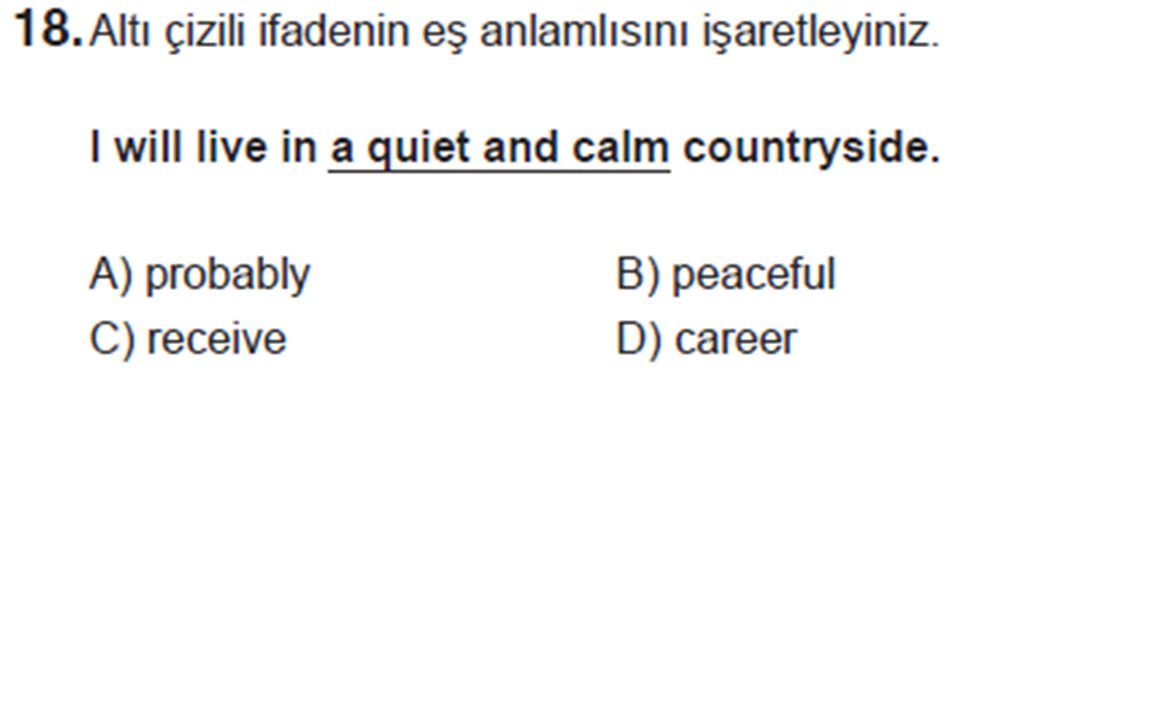 18. Altı çizili ifadenin eş anlamlısını işaretleyiniz.
I will live in a quiet and calm countryside.
A) probably B) peaceful
C) receive D) career